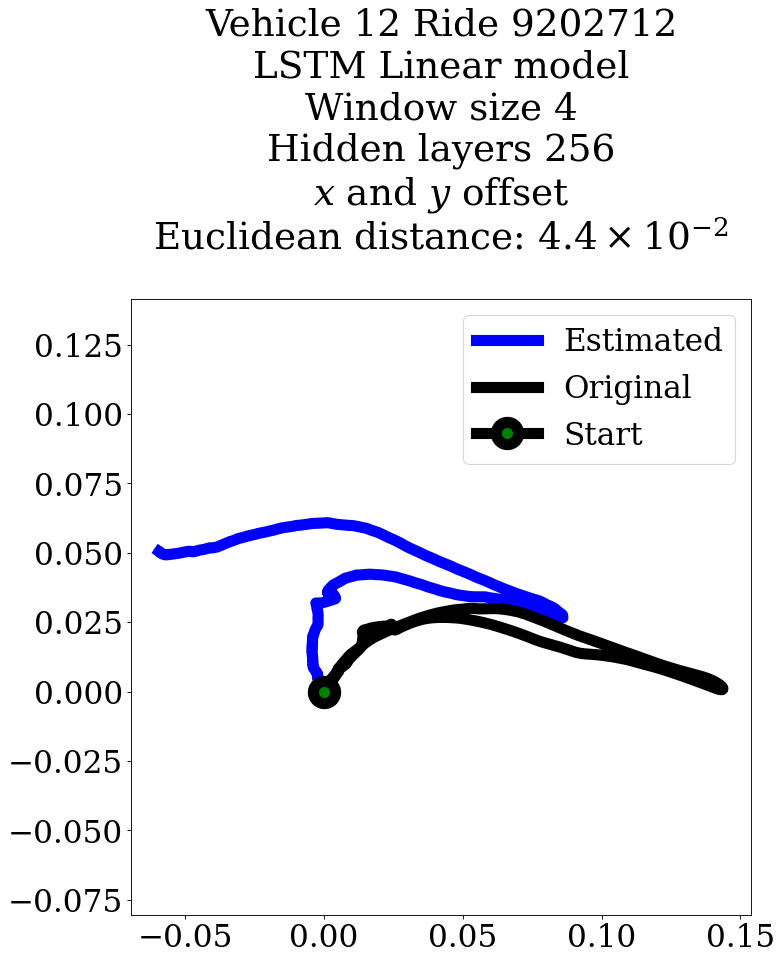 Vehicle 12 Ride 9202712
LSTM Linear model
Window size 4
Hidden layers 256
x and y offset
Euclidean distance: 4.4 × 10⁻²
Estimated
Original
Start
0.125
0.100
0.075
0.050
0.025
0.000
−0.025
−0.050
−0.075
−0.05 0.00 0.05 0.10 0.15